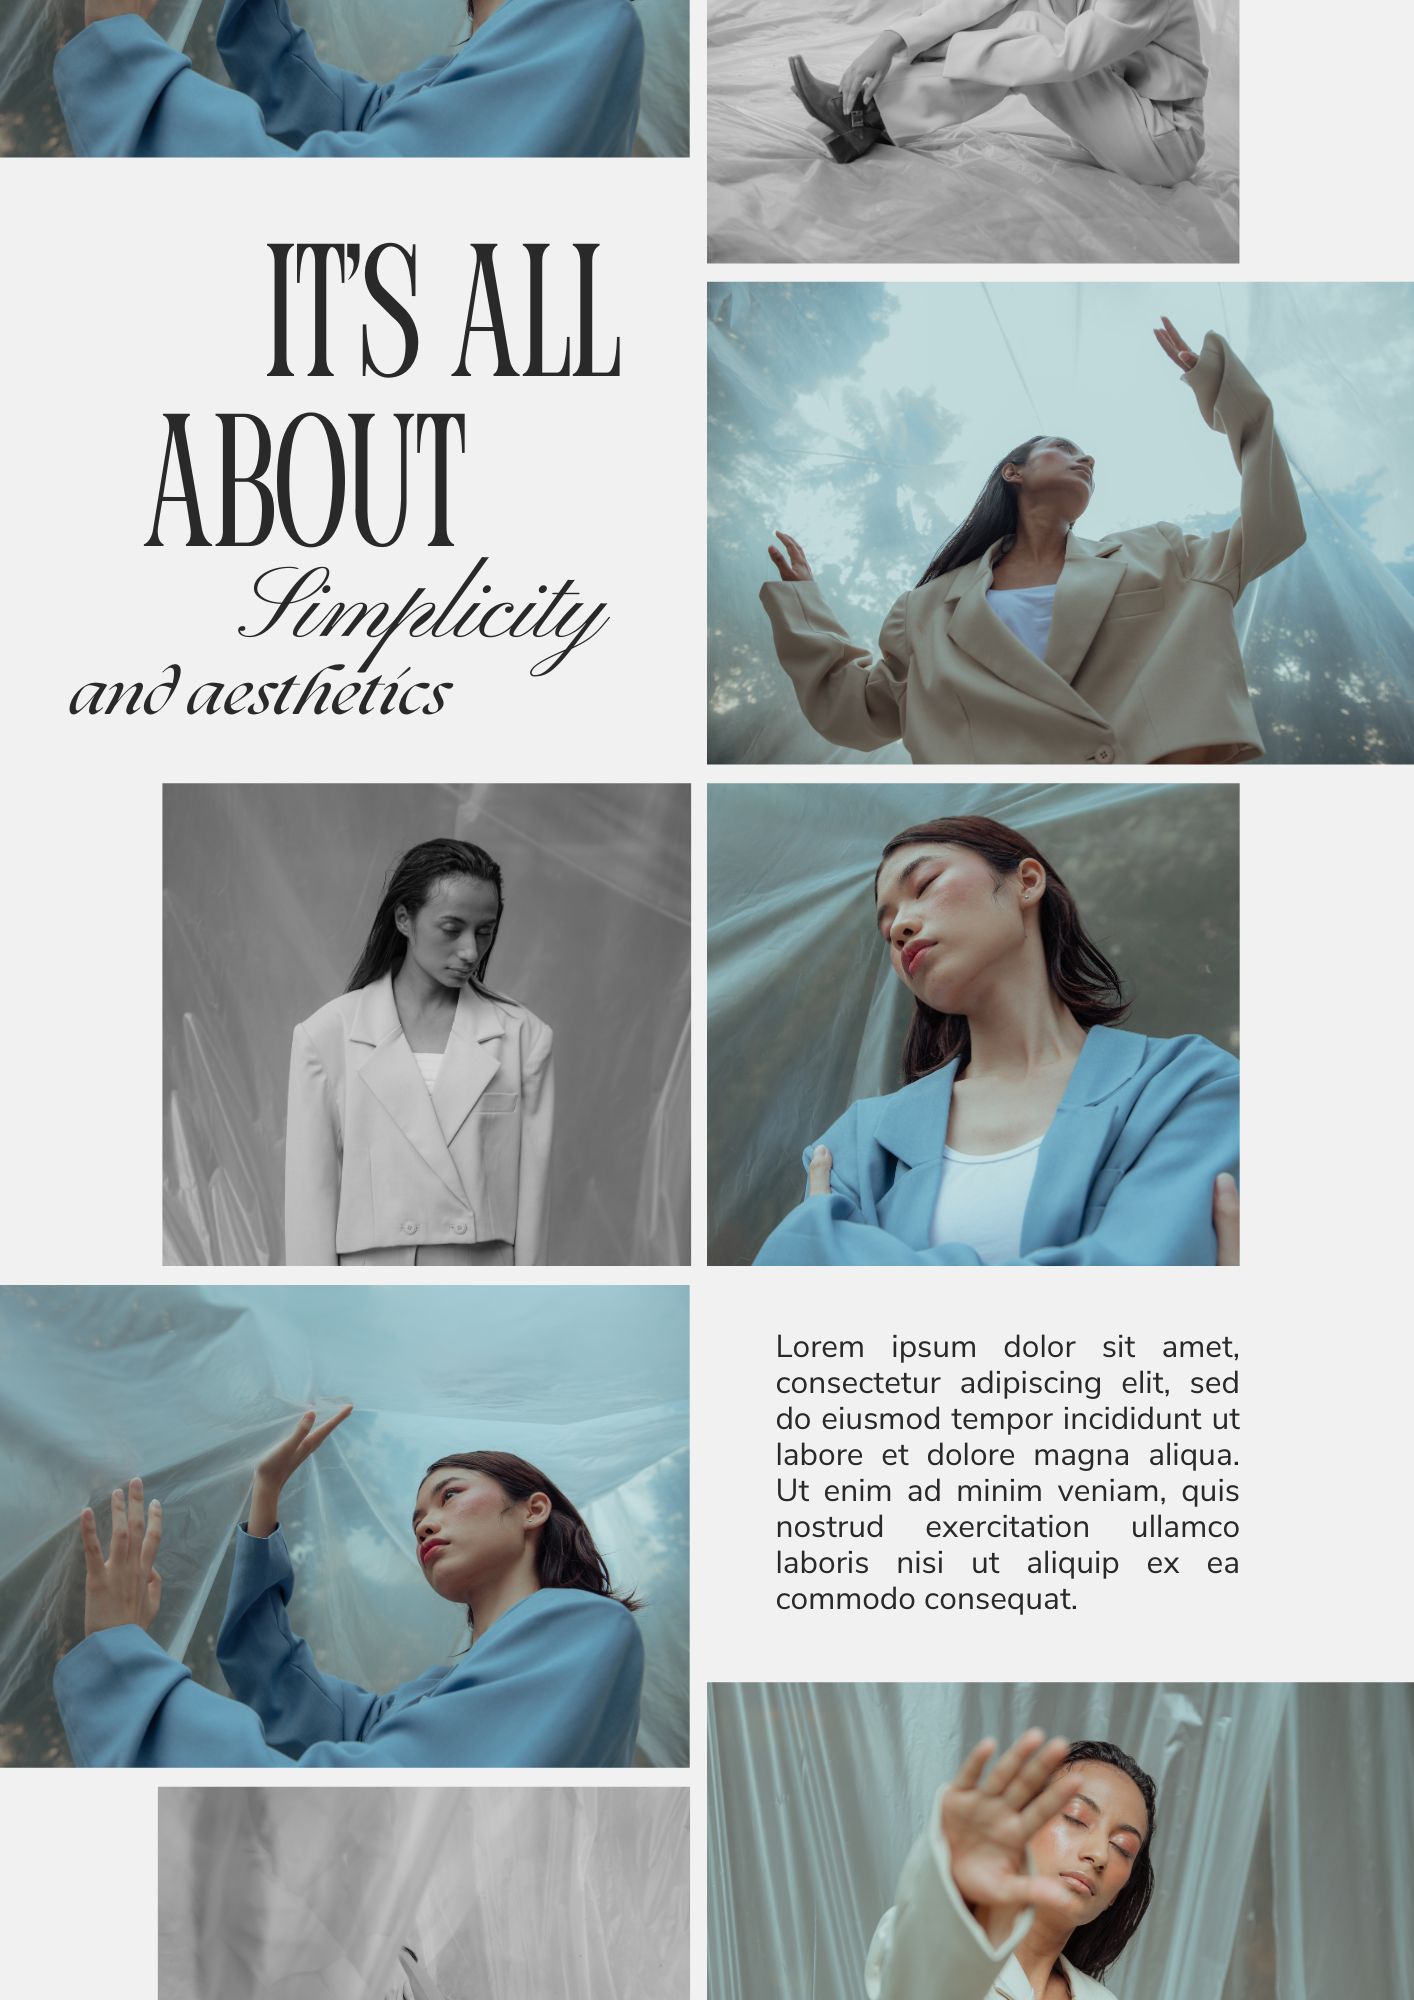 IT'S ALL
ABOUT
Simplicity
and aesthetics
Lorem ipsum dolor sit amet,
consectetur adipiscing elit, sed
do eiusmod tempor incididunt ut
labore et dolore magna aliqua.
Ut enim ad minim veniam, quis
nostrud exercitation ullamco
laboris nisi ut aliquip ex ea
commodo consequat.